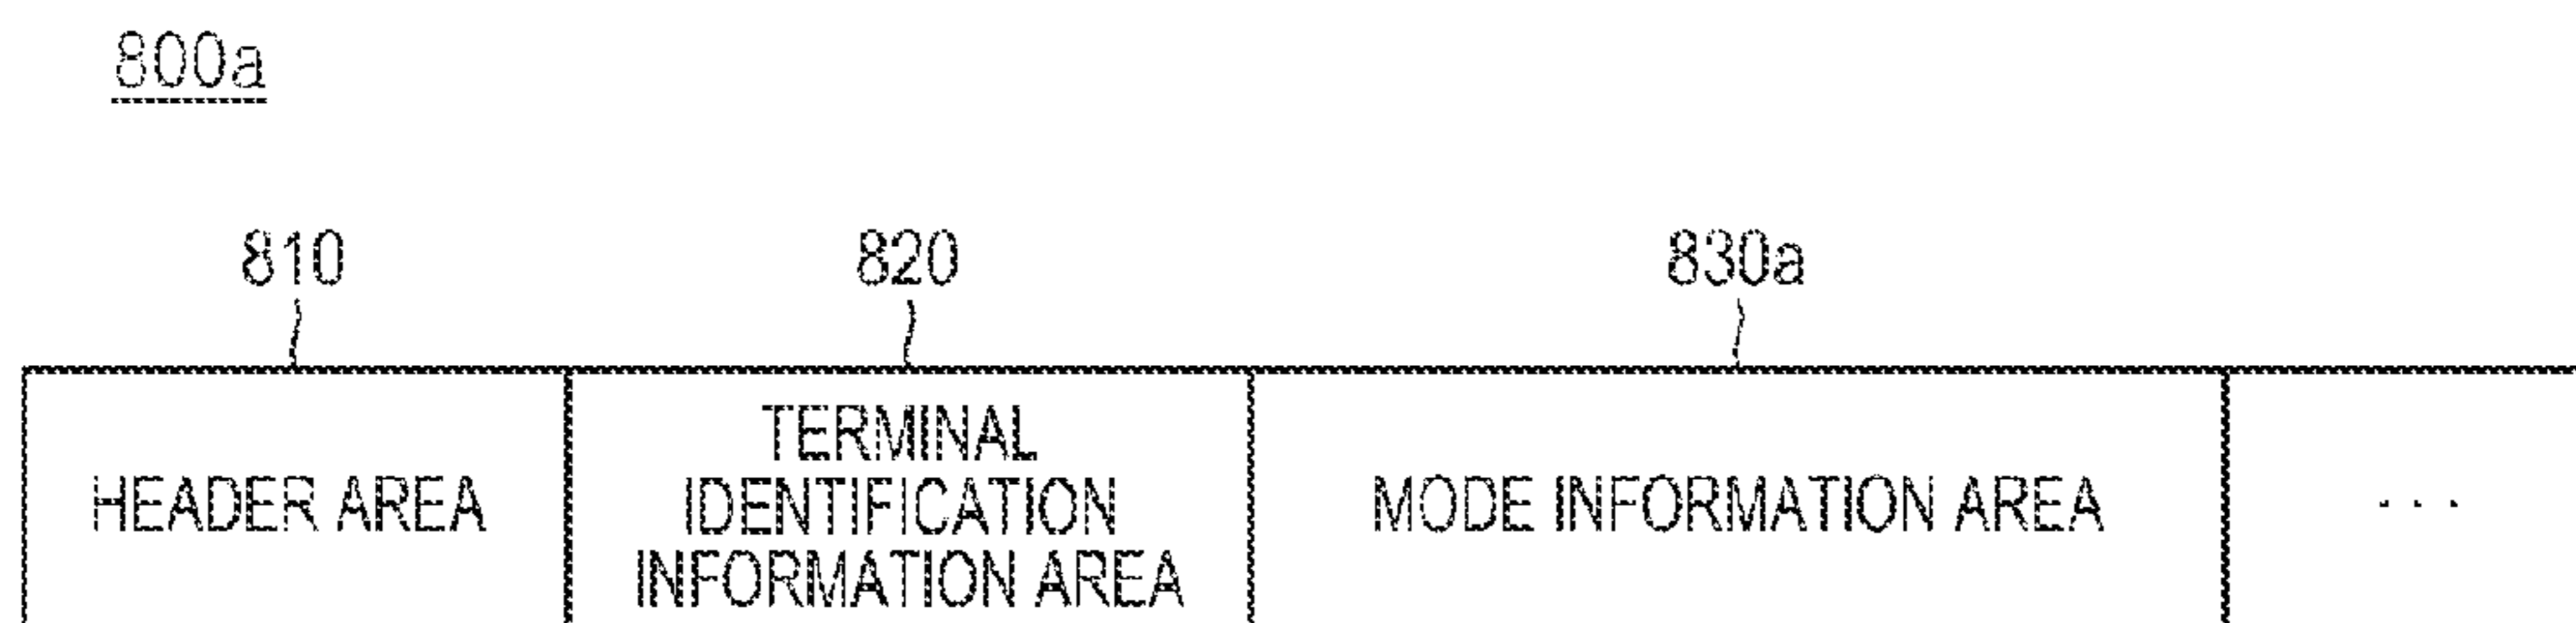 800a
810 820 830a
TERMINAL
HEADER AREA IDENTIFICATION MODE INFORMATION AREA ...
INFORMATION AREA